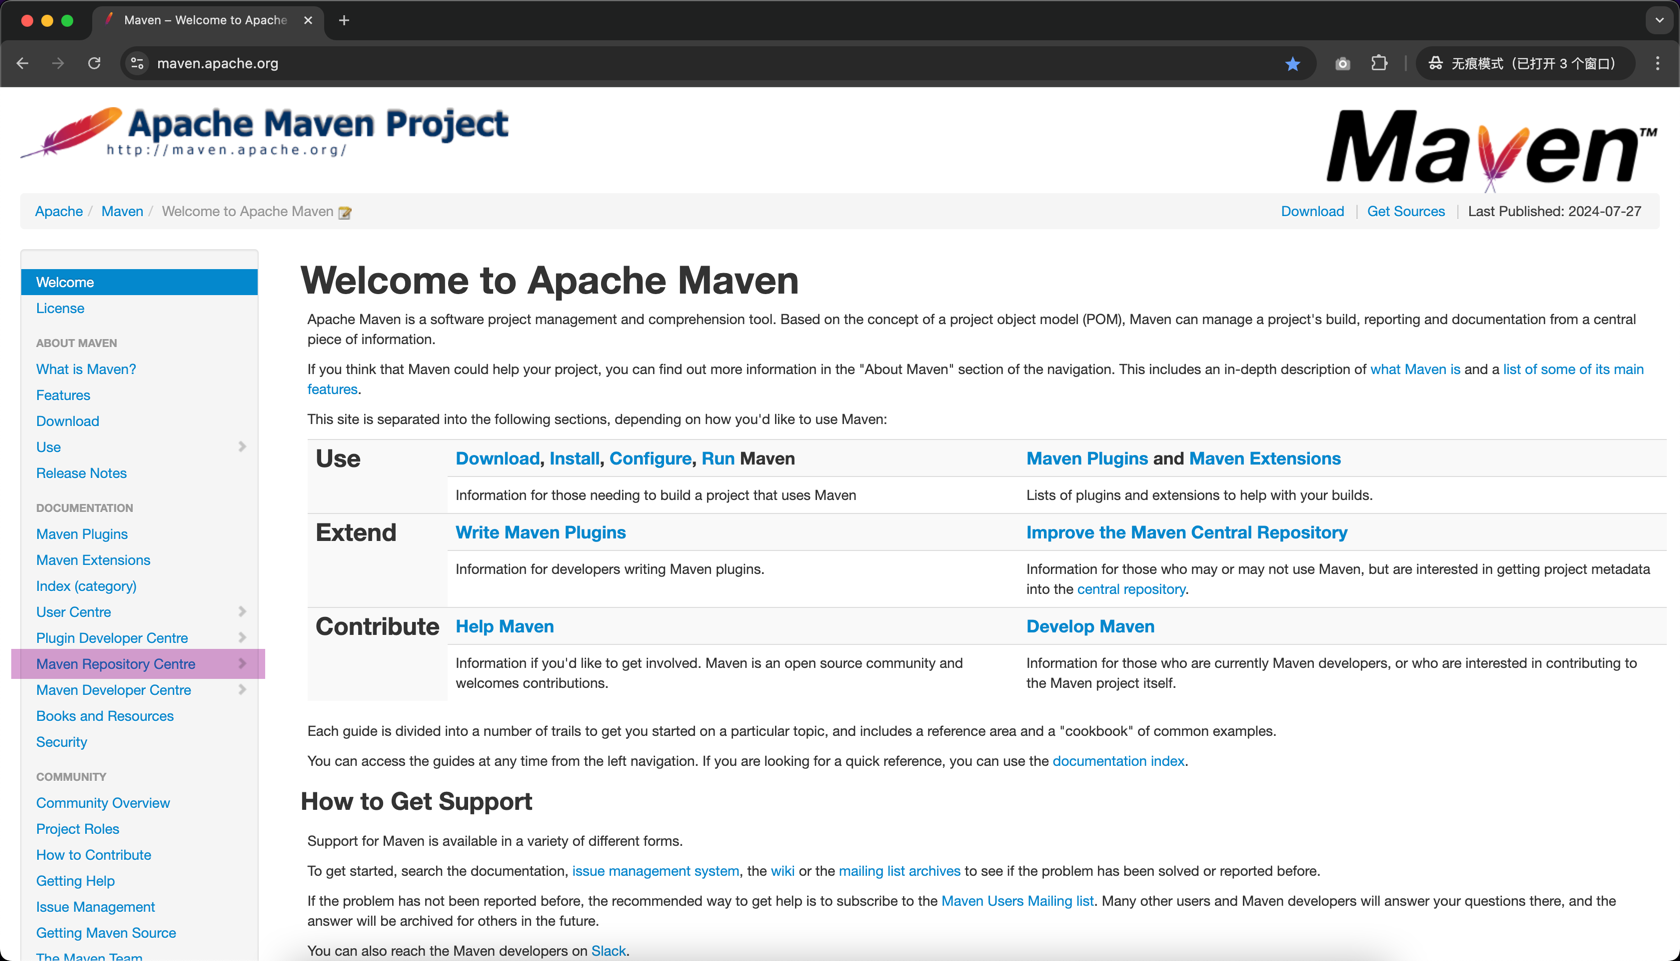 Maven – Welcome to Apache
maven.apache.org
无痕模式（已打开 3 个窗口）
Apache Maven Project
http://maven.apache.org/
Maven™
Apache / Maven / Welcome to Apache Maven
Download | Get Sources | Last Published: 2024-07-27
Welcome
License
ABOUT MAVEN
What is Maven?
Features
Download
Use
Release Notes
DOCUMENTATION
Maven Plugins
Maven Extensions
Index (category)
User Centre
Plugin Developer Centre
Maven Repository Centre
Maven Developer Centre
Books and Resources
Security
COMMUNITY
Community Overview
Project Roles
How to Contribute
Getting Help
Issue Management
Getting Maven Source
The Maven Team
Welcome to Apache Maven
Apache Maven is a software project management and comprehension tool. Based on the concept of a project object model (POM), Maven can manage a project's build, reporting and documentation from a central
piece of information.
If you think that Maven could help your project, you can find out more information in the "About Maven" section of the navigation. This includes an in-depth description of what Maven is and a list of some of its main
features.
This site is separated into the following sections, depending on how you'd like to use Maven:
Use
Download, Install, Configure, Run Maven
Maven Plugins and Maven Extensions
Information for those needing to build a project that uses Maven
Lists of plugins and extensions to help with your builds.
Extend
Write Maven Plugins
Improve the Maven Central Repository
Information for developers writing Maven plugins.
Information for those who may or may not use Maven, but are interested in getting project metadata
into the central repository.
Contribute
Help Maven
Develop Maven
Information if you'd like to get involved. Maven is an open source community and
welcomes contributions.
Information for those who are currently Maven developers, or who are interested in contributing to
the Maven project itself.
Each guide is divided into a number of trails to get you started on a particular topic, and includes a reference area and a "cookbook" of common examples.
You can access the guides at any time from the left navigation. If you are looking for a quick reference, you can use the documentation index.
How to Get Support
Support for Maven is available in a variety of different forms.
To get started, search the documentation, issue management system, the wiki or the mailing list archives to see if the problem has been solved or reported before.
If the problem has not been reported before, the recommended way to get help is to subscribe to the Maven Users Mailing list. Many other users and Maven developers will answer your questions there, and the
answer will be archived for others in the future.
You can also reach the Maven developers on Slack.